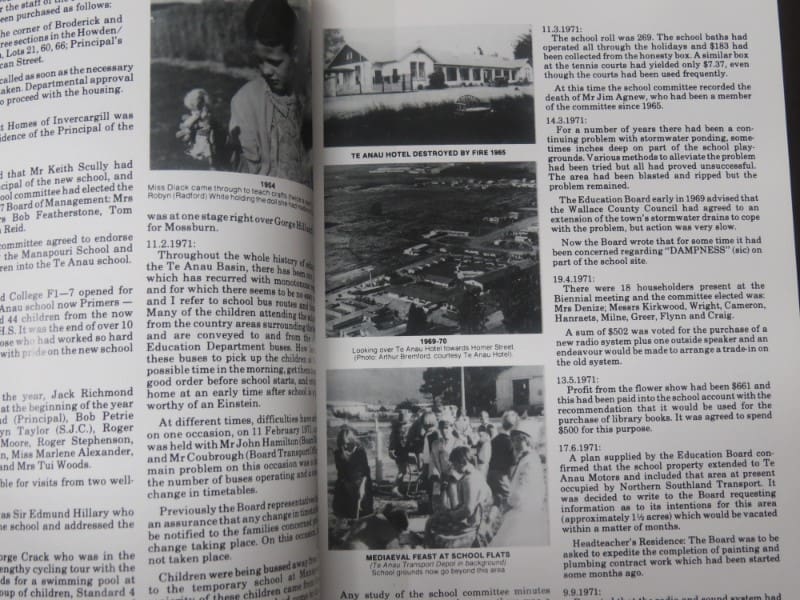 for the staff of the
een purchased as follows:
the corner of Broderick and
ree sections in the Howden/
Lots 21, 60, 66; Principal's
can Street.
called as soon as the necessary
taken. Departmental approval
o proceed with the housing.
t Homes of Invercargill was
idence of the Principal of the
d that Mr Keith Scully had
cipal of the new school, and
ool committee had elected the
7 Board of Management: Mrs
rs Bob Featherstone, Tom
n Reid.
committee agreed to endorse
the Manapouri School and
ren into the Te Anau school.
d College F1—7 opened for
Anau school now Primers —
d 44 children from the now
H.S. It was the end of over 10
ose who had worked so hard
with pride on the new school
the year, Jack Richmond
at the beginning of the year
d (Principal), Bob Petrie
yn Taylor (S.J.C.), Roger
Moore, Roger Stephenson,
n, Miss Marlene Alexander,
and Mrs Tui Woods.
ble for visits from two well-
was Sir Edmund Hillary who
e school and addressed the
orge Crack who was in the
engthy cycling tour with the
ds for a swimming pool at
oup of children, Standard 4
1964
Miss Diack came through to teach crafts
Robyn (Radford) White holding the doll she had
was at one stage right over Gorge Hill
for Mossburn.
11.2.1971:
Throughout the whole history of
the Te Anau Basin, there has been
which has recurred with monotonous
and for which there seems to be no
and I refer to school bus routes and
Many of the children attending the
from the country areas surrounding the
and are conveyed to and from the
Education Department buses. How
these buses to pick up the children at
possible time in the morning, get them
good order before school starts, and
home at an early time after school is
worthy of an Einstein.
At different times, difficulties have
on one occasion, on 11 February 1971,
was held with Mr John Hamilton (Board
and Mr Coubrough (Board Transport
main problem on this occasion was
the number of buses operating and
change in timetables.
Previously the Board representatives
an assurance that any change in timetable
be notified to the families concerned
change taking place. On this occasion
not taken place.
Children were being bussed away from
to the temporary school at
majority of these children came from
TE ANAU HOTEL DESTROYED BY FIRE 1965
1969-70
Looking over Te Anau Hotel towards Homer Street.
(Photo: Arthur Bremford, courtesy Te Anau Hotel).
MEDIAEVAL FEAST AT SCHOOL FLATS
(Te Anau Transport Depot in background)
School grounds now go beyond this area
Any study of the school committee minutes
11.3.1971:
The school roll was 269. The school baths had
operated all through the holidays and $183 had
been collected from the honesty box. A similar box
at the tennis courts had yielded only $7.37, even
though the courts had been used frequently.
At this time the school committee recorded the
death of Mr Jim Agnew, who had been a member
of the committee since 1965.
14.3.1971:
For a number of years there had been a con-
tinuing problem with stormwater ponding, some-
times inches deep on part of the school play-
grounds. Various methods to alleviate the problem
had been tried but all had proved unsuccessful.
The area had been blasted and ripped but the
problem remained.
The Education Board early in 1969 advised that
the Wallace County Council had agreed to an
extension of the town's stormwater drains to cope
with the problem, but action was very slow.
Now the Board wrote that for some time it had
been concerned regarding "DAMPNESS" (sic) on
part of the school site.
19.4.1971:
There were 18 householders present at the
Biennial meeting and the committee elected was:
Mrs Denize; Messrs Kirkwood, Wright, Cameron,
Hanraets, Milne, Greer, Flynn and Craig.
A sum of $502 was voted for the purchase of a
new radio system plus one outside speaker and an
endeavour would be made to arrange a trade-in on
the old system.
13.5.1971:
Profit from the flower show had been $661 and
this had been paid into the school account with the
recommendation that it would be used for the
purchase of library books. It was agreed to spend
$500 for this purpose.
17.6.1971:
A plan supplied by the Education Board con-
firmed that the school property extended to Te
Anau Motors and included that area at present
occupied by Northern Southland Transport. It
was decided to write to the Board requesting
information as to its intentions for this area
(approximately 1½ acres) which would be vacated
within a matter of months.
Headteacher's Residence: The Board was to be
asked to expedite the completion of painting and
plumbing contract work which had been started
some months ago.
9.9.1971: